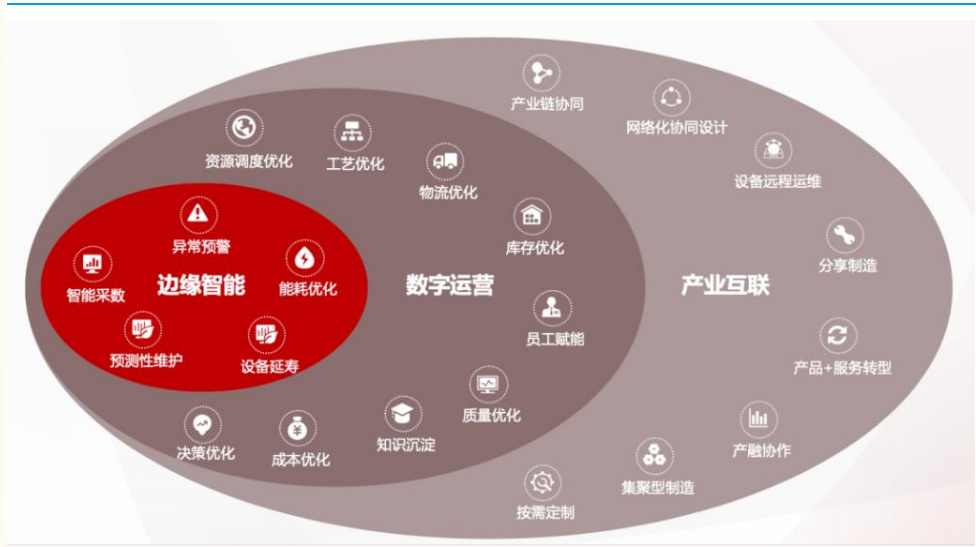 产业链协同
网络化协同设计
资源调度优化
工艺优化
物流优化
设备远程运维
异常预警
库存优化
分享制造
智能采数
边缘智能
能耗优化
数字运营
产业互联
预测性维护
设备延寿
员工赋能
产品+服务转型
质量优化
决策优化
成本优化
知识沉淀
产融协作
集聚型制造
按需定制